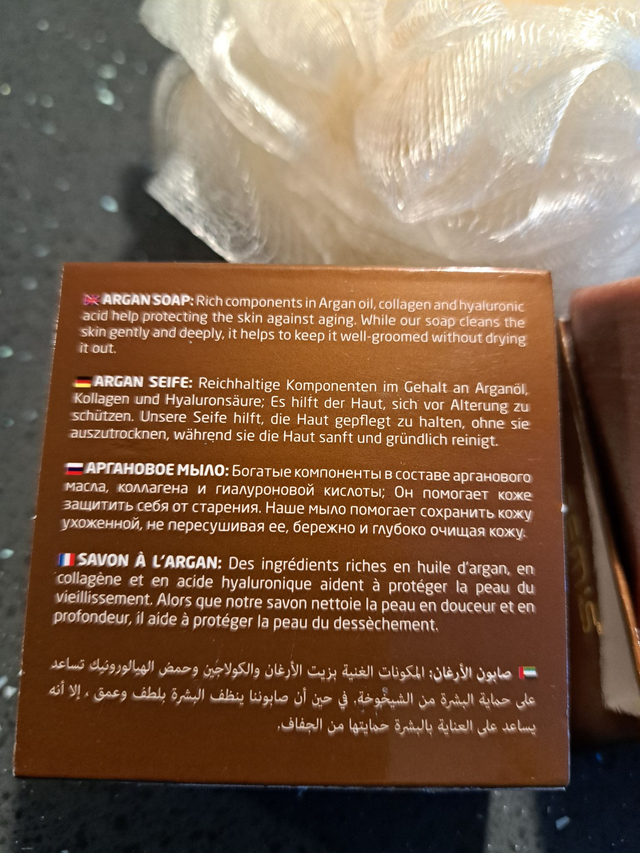 ARGAN SOAP: Rich components in Argan oil, collagen and hyaluronic
acid help protecting the skin against aging. While our soap cleans the
skin gently and deeply, it helps to keep it well-groomed without drying
it out.
ARGAN SEIFE: Reichhaltige Komponenten im Gehalt an Arganöl,
Kollagen und Hyaluronsäure; Es hilft der Haut, sich vor Alterung zu
schützen. Unsere Seife hilft, die Haut gepflegt zu halten, ohne sie
auszutrocknen, während sie die Haut sanft und gründlich reinigt.
АРГАНОВОЕ МЫЛО: Богатые компоненты в составе арганового
масла, коллагена и гиалуроновой кислоты; Он помогает коже
защитить себя от старения. Наше мыло помогает сохранить кожу
ухоженной, не пересушивая ее, бережно и глубоко очищая кожу.
SAVON À L'ARGAN: Des ingrédients riches en huile d'argan, en
collagène et en acide hyaluronique aident à protéger la peau du
vieillissement. Alors que notre savon nettoie la peau en douceur et en
profondeur, il aide à protéger la peau du dessèchement.
صابون الأرغان: المكونات الغنية بزيت الأرغان والكولاجين وحمض الهيالورونيك تساعد
على حماية البشرة من الشيخوخة. في حين أن صابوننا ينظف البشرة بلطف وعمق ، إلا أنه
يساعد على العناية بالبشرة حمايتها من الجفاف.